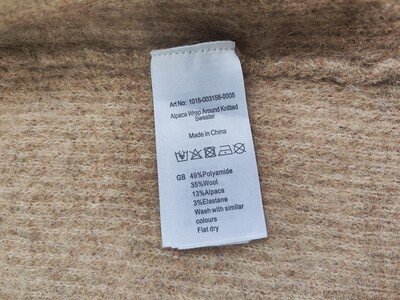 Art No: 1018-003158-0005
Alpaca Wrap Around Knitted
Sweater
Made in China
GB 49%Polyamide
35%Wool
13%Alpaca
3%Elastane
Wash with similar
colours
Flat dry